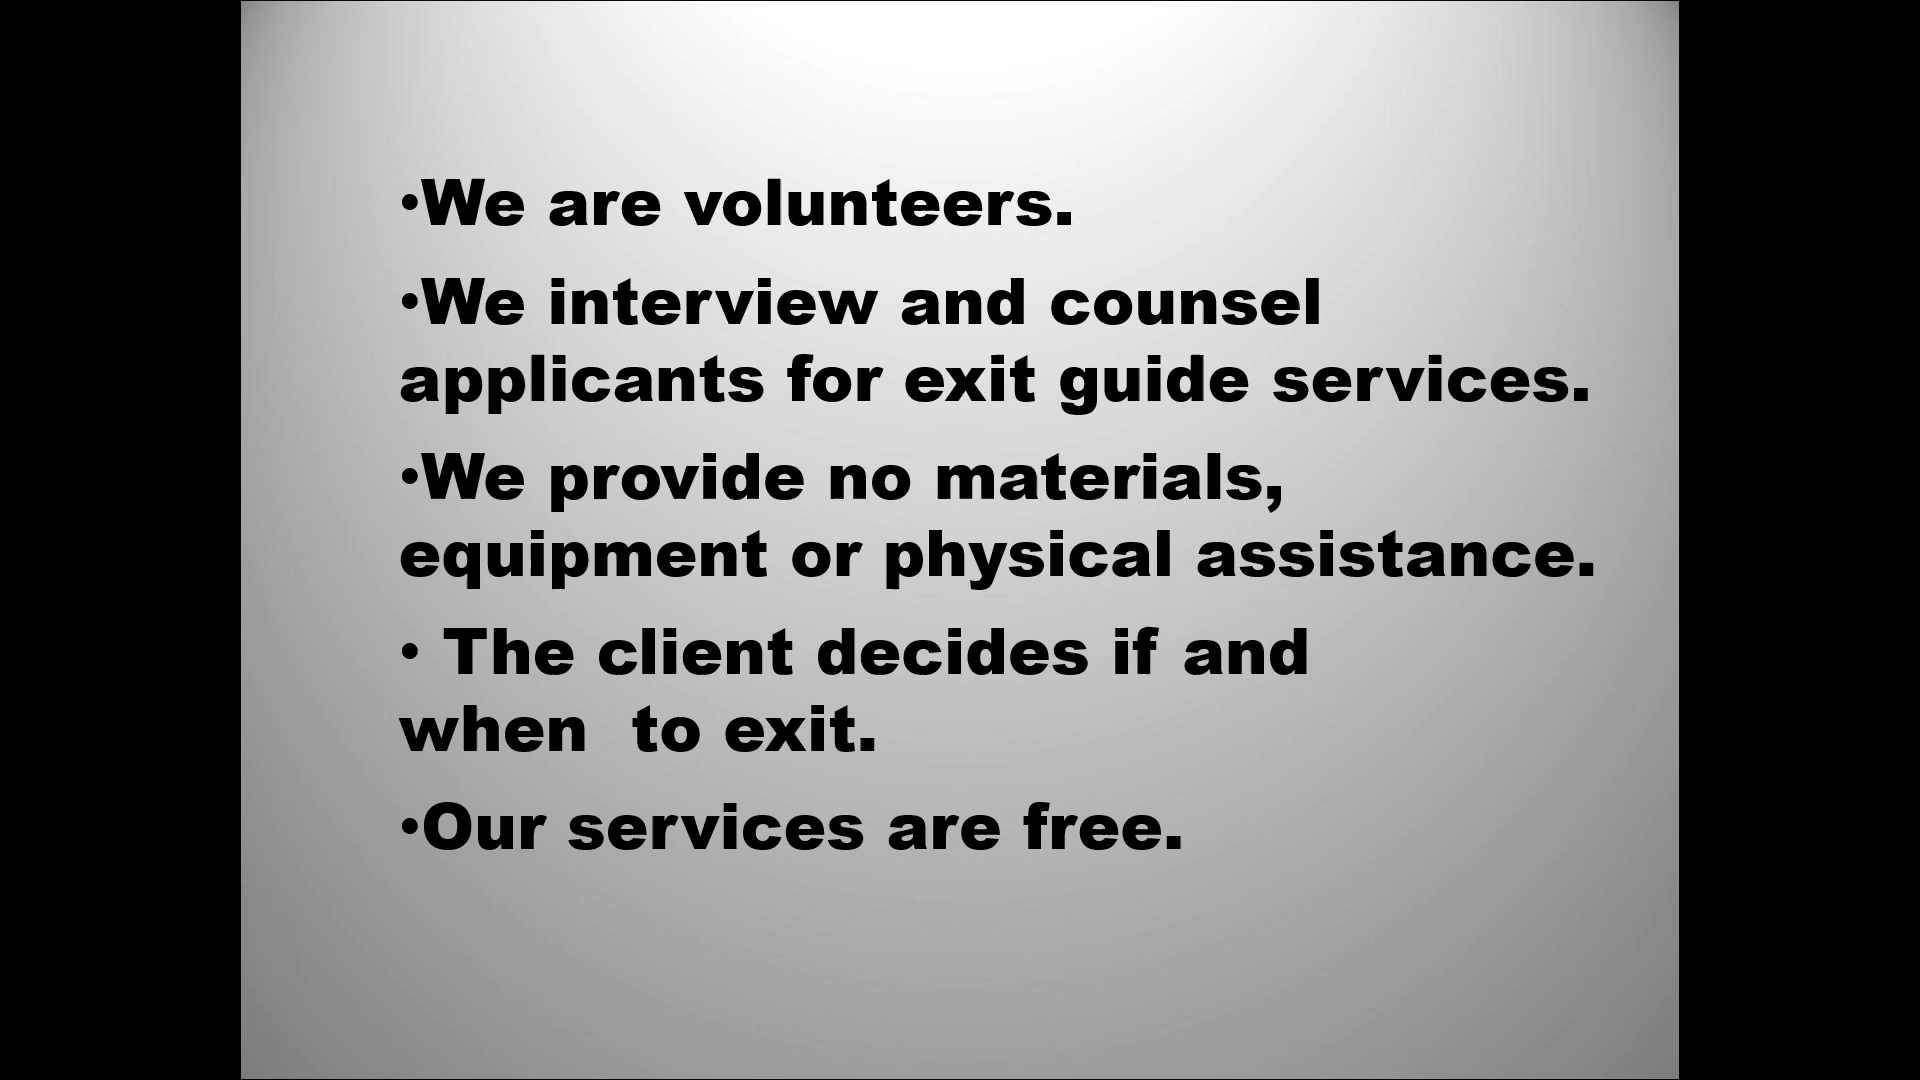 •We are volunteers.
•We interview and counsel
applicants for exit guide services.
•We provide no materials,
equipment or physical assistance.
• The client decides if and
when  to exit.
•Our services are free.